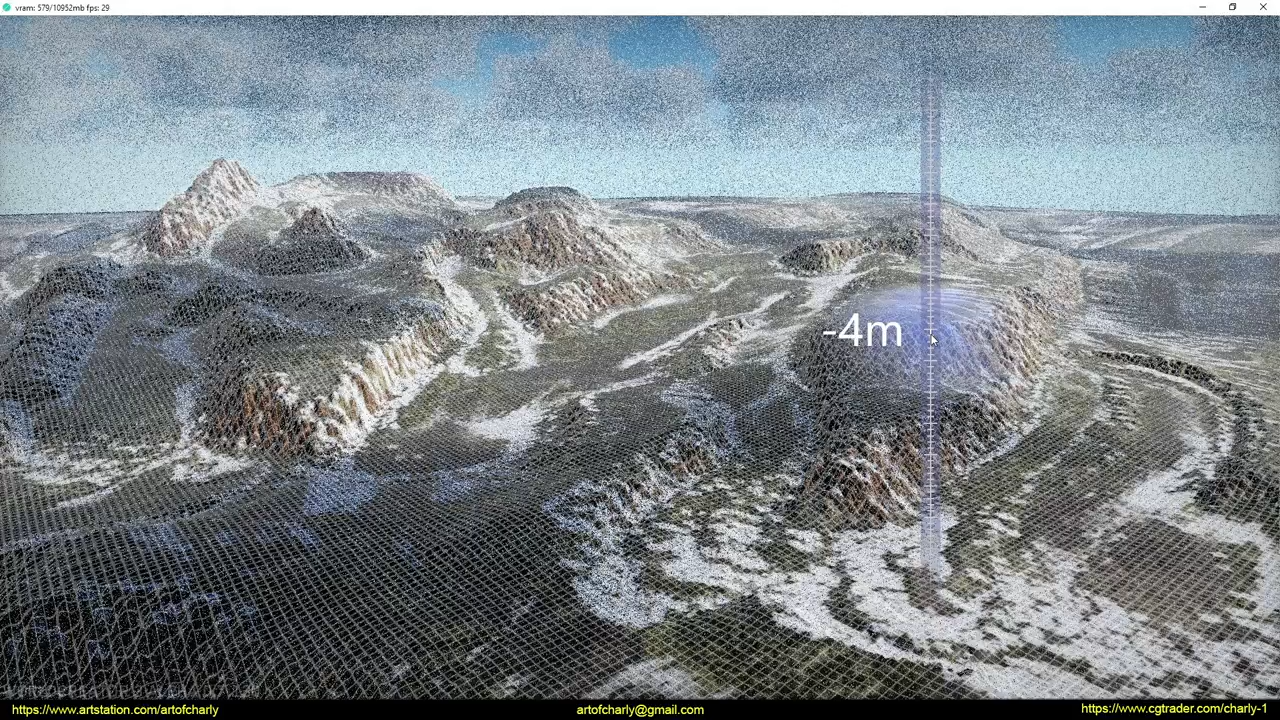 vram: 579/10952mb fps: 29
-4m
https://www.artstation.com/artofcharly
artofcharly@gmail.com
https://www.cgtrader.com/charly-1